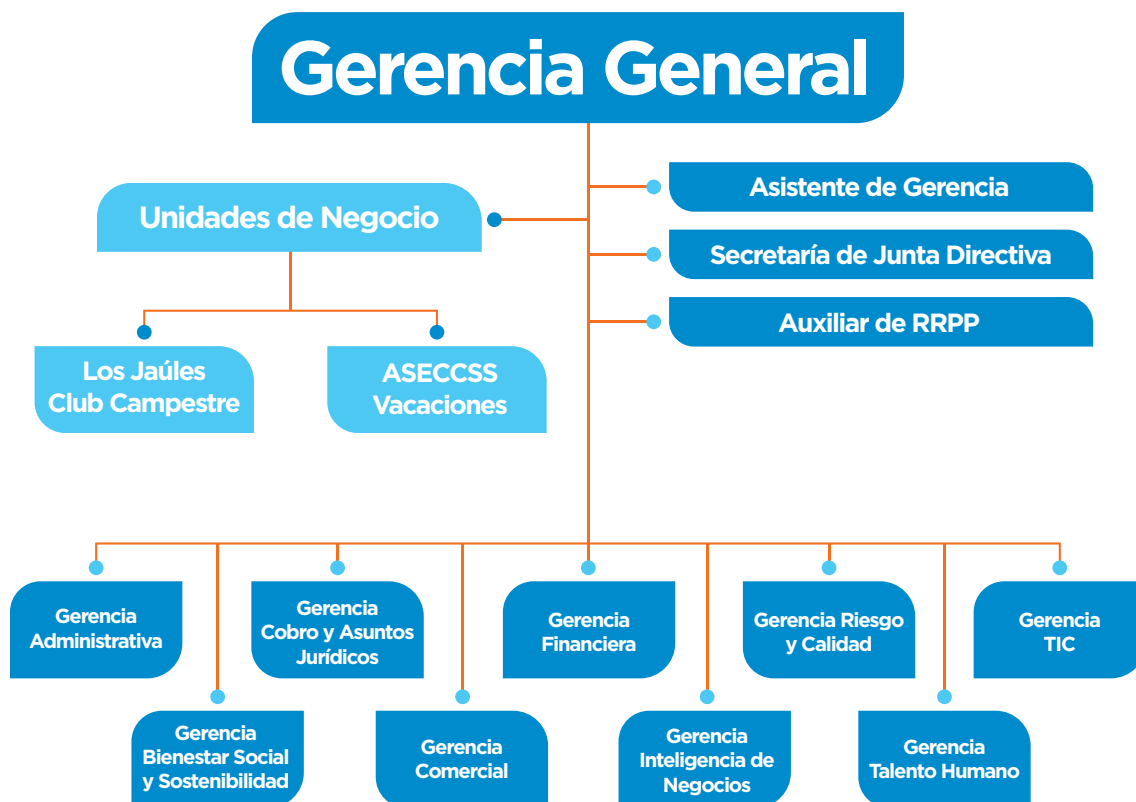 Gerencia General
Unidades de Negocio
Asistente de Gerencia
Secretaría de Junta Directiva
Auxiliar de RRPP
Los Jaúles
Club Campestre
ASECCSS
Vacaciones
Gerencia
Administrativa
Gerencia
Cobro y Asuntos
Jurídicos
Gerencia
Financiera
Gerencia Riesgo
y Calidad
Gerencia
TIC
Gerencia
Bienestar Social
y Sostenibilidad
Gerencia
Comercial
Gerencia
Inteligencia de
Negocios
Gerencia
Talento Humano